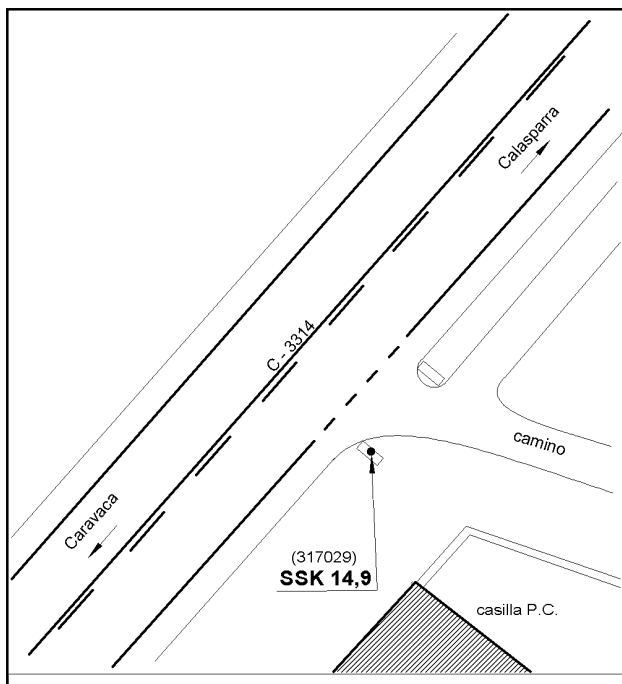 Calasparra
C - 3314
camino
Caravaca
(317029)
SSK 14,9
casilla P.C.